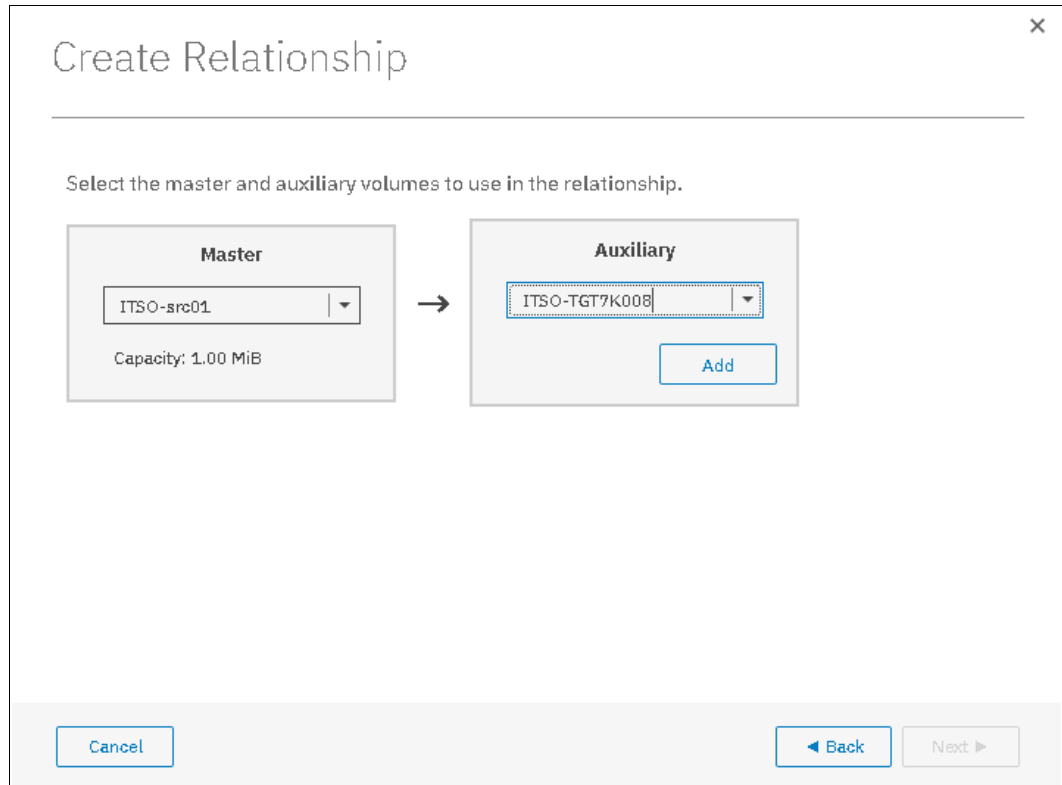 Create Relationship
Select the master and auxiliary volumes to use in the relationship.
Master
ITSO-src01
Capacity: 1.00 MiB
Auxiliary
ITSO-TGT7K008
Add
Cancel
Back
Next